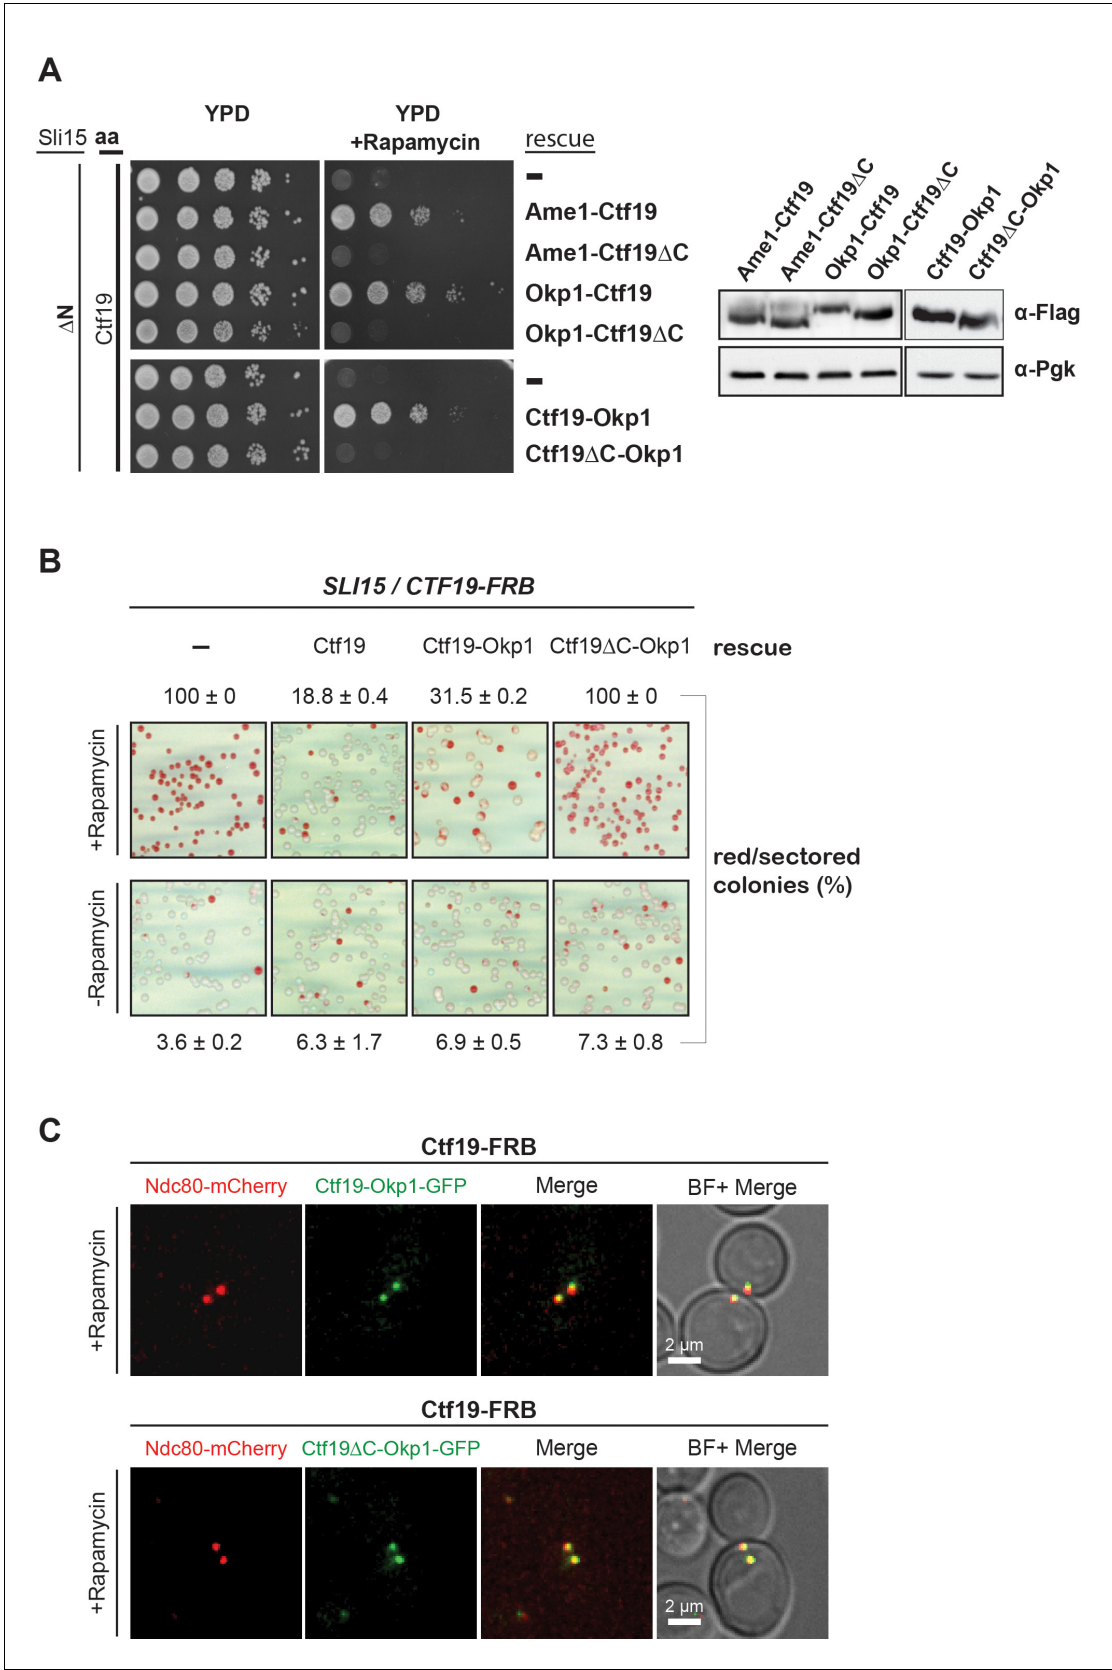 A
YPD
YPD
+Rapamycin
Sli15 aa
rescue
ΔN
Ctf19
–
Ame1-Ctf19
Ame1-Ctf19ΔC
Okp1-Ctf19
Okp1-Ctf19ΔC
–
Ctf19-Okp1
Ctf19ΔC-Okp1
Ame1-Ctf19
Ame1-Ctf19ΔC
Okp1-Ctf19
Okp1-Ctf19ΔC
Ctf19-Okp1
Ctf19ΔC-Okp1
α-Flag
α-Pgk
B
SLI15 / CTF19-FRB
– Ctf19 Ctf19-Okp1 Ctf19ΔC-Okp1 rescue
100 ± 0 18.8 ± 0.4 31.5 ± 0.2 100 ± 0
+Rapamycin
red/sectored
colonies (%)
-Rapamycin
3.6 ± 0.2 6.3 ± 1.7 6.9 ± 0.5 7.3 ± 0.8
C
Ctf19-FRB
Ndc80-mCherry Ctf19-Okp1-GFP Merge BF+ Merge
+Rapamycin
2 μm
Ctf19-FRB
Ndc80-mCherry Ctf19ΔC-Okp1-GFP Merge BF+ Merge
+Rapamycin
2 μm